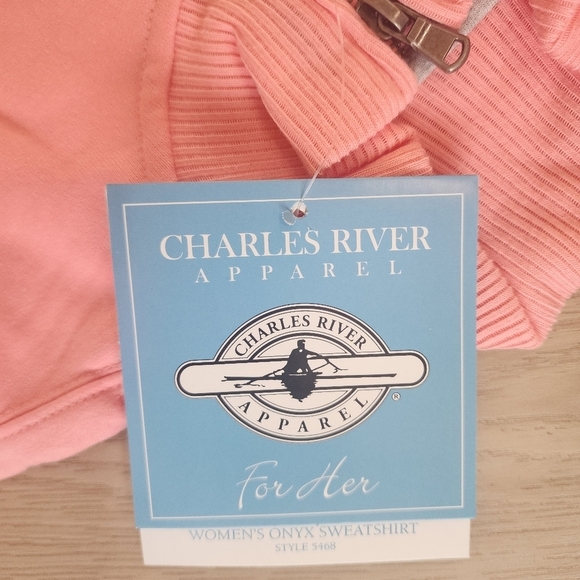 CHARLES RIVER
APPAREL
CHARLES RIVER
APPAREL
®
For Her
WOMEN'S ONYX SWEATSHIRT
STYLE 5468